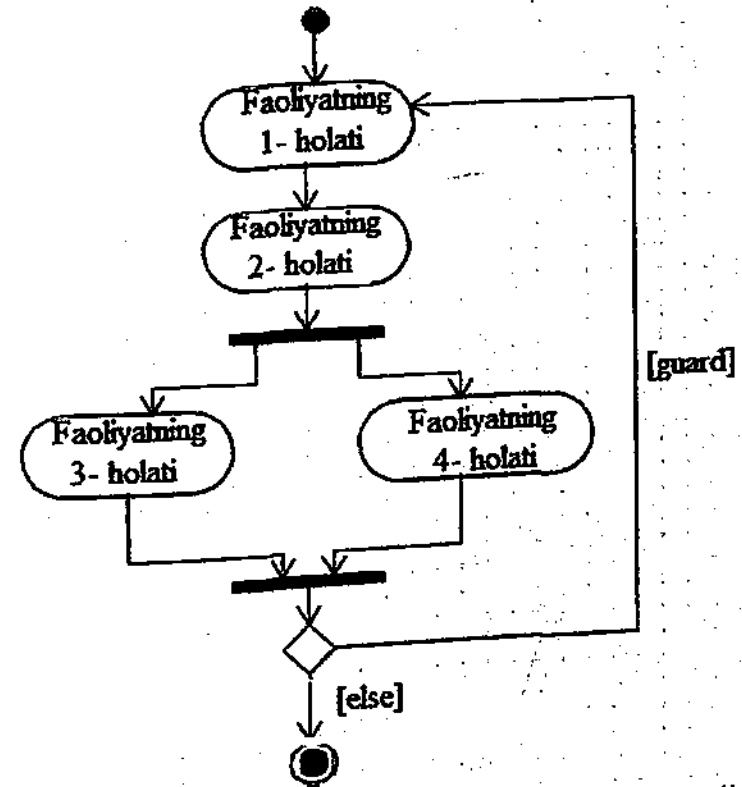 Faoliyatning
1- holati
Faoliyatning
2- holati
[guard]
Faoliyatning
3- holati
Faoliyatning
4- holati
[else]